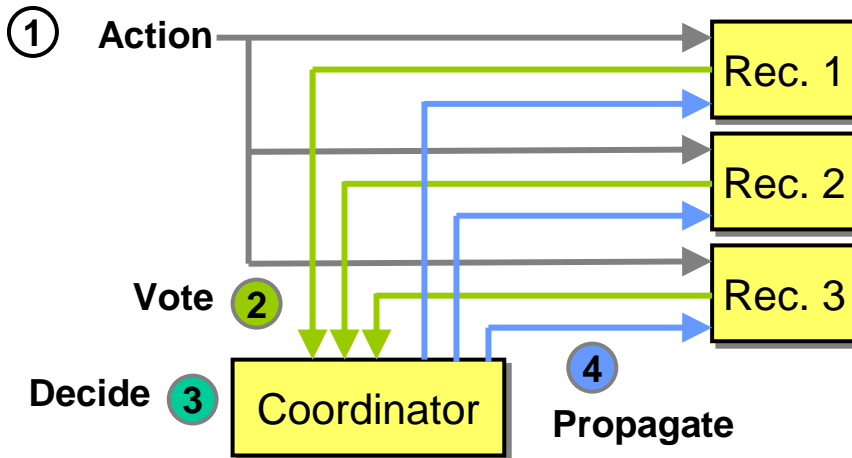 1 Action
Rec. 1
Rec. 2
Rec. 3
Vote 2
Decide 3
Coordinator
4
Propagate